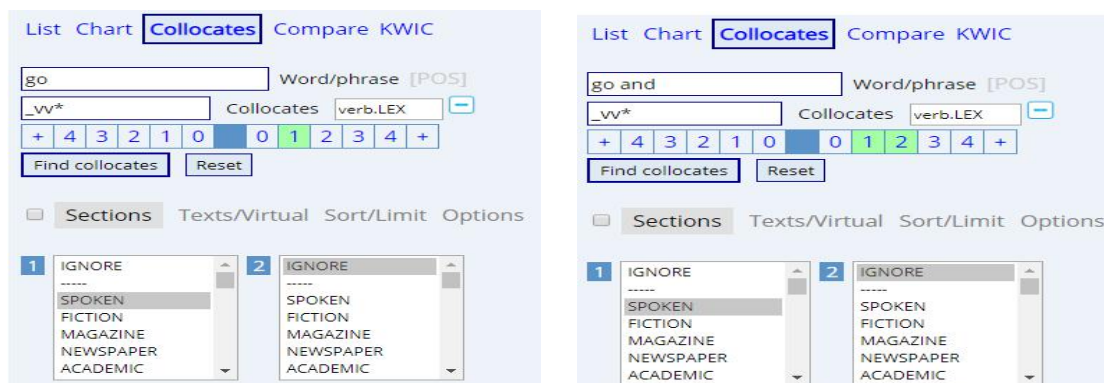 List Chart Collocates Compare KWIC
go Word/phrase [POS]
_vv* Collocates verb.LEX −
+ 4 3 2 1 0 0 1 2 3 4 +
Find collocates Reset
Sections Texts/Virtual Sort/Limit Options
1 IGNORE 2 IGNORE
----- -----
SPOKEN SPOKEN
FICTION FICTION
MAGAZINE MAGAZINE
NEWSPAPER NEWSPAPER
ACADEMIC ACADEMIC
List Chart Collocates Compare KWIC
go and Word/phrase [POS]
_vv* Collocates verb.LEX −
+ 4 3 2 1 0 0 1 2 3 4 +
Find collocates Reset
Sections Texts/Virtual Sort/Limit Options
1 IGNORE 2 IGNORE
----- -----
SPOKEN SPOKEN
FICTION FICTION
MAGAZINE MAGAZINE
NEWSPAPER NEWSPAPER
ACADEMIC ACADEMIC